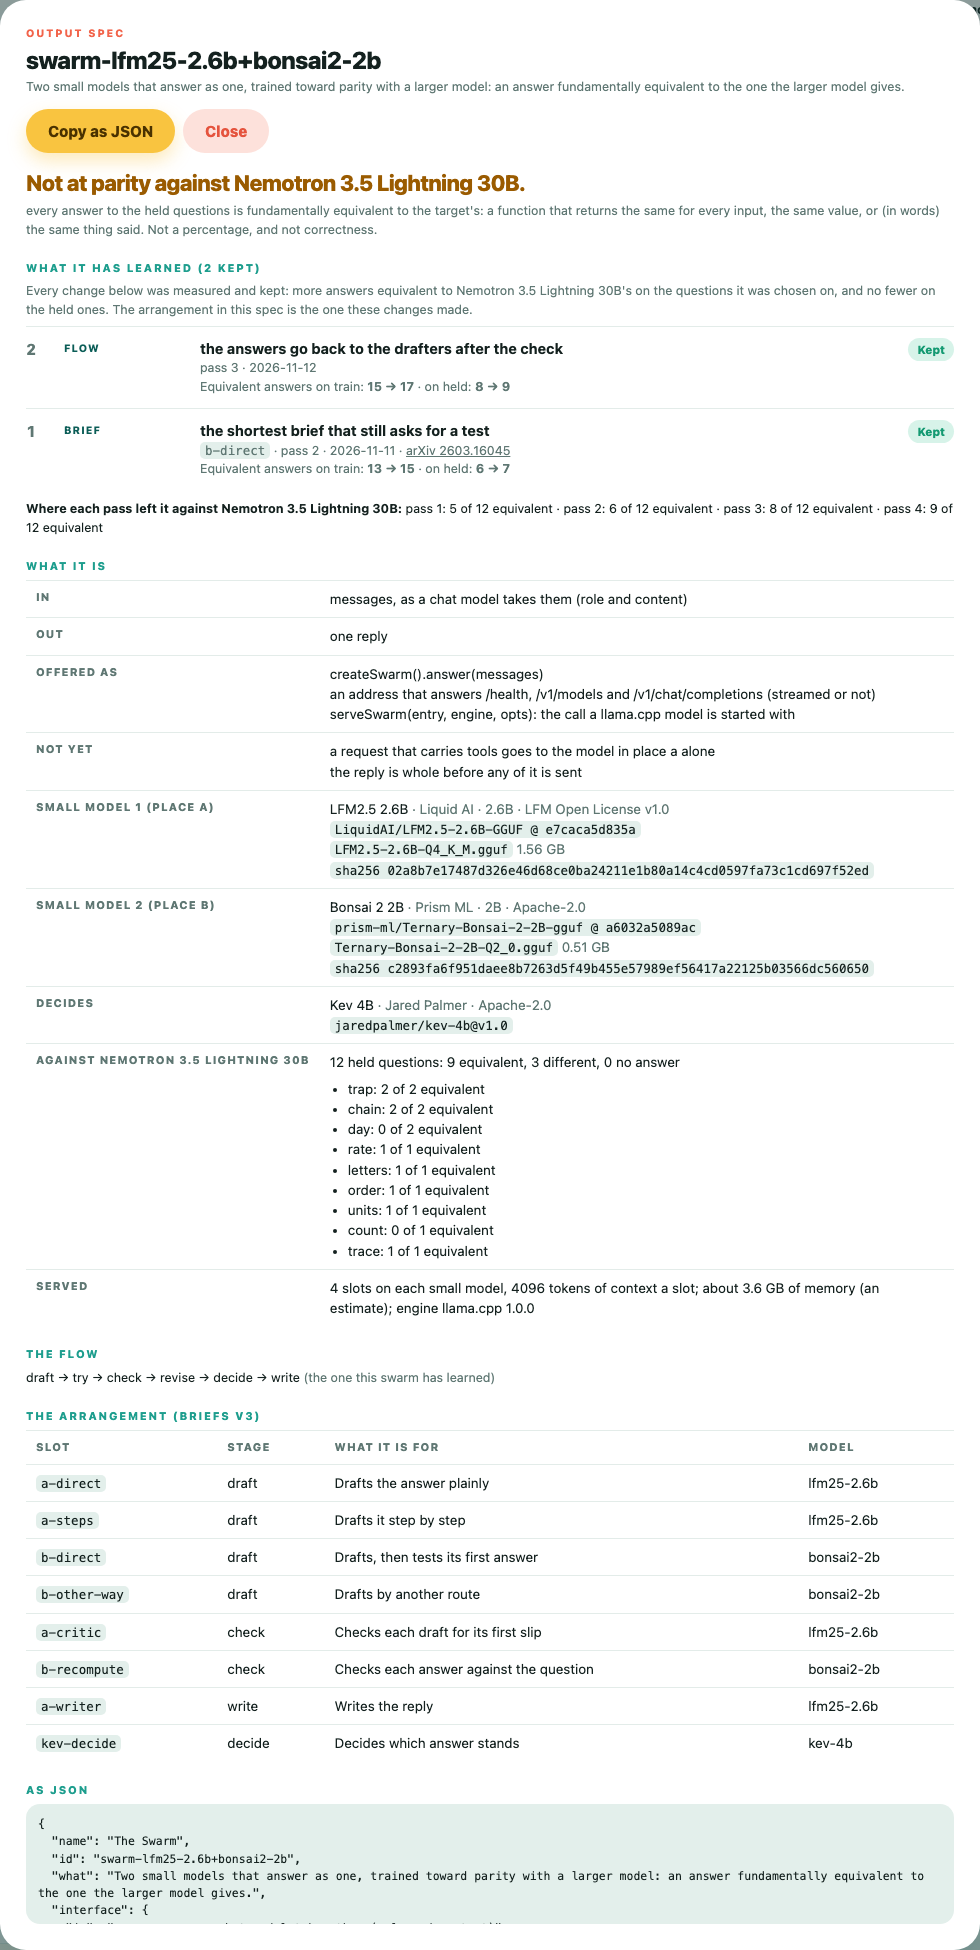 OUTPUT SPEC
swarm-lfm25-2.6b+bonsai2-2b
Two small models that answer as one, trained toward parity with a larger model: an answer fundamentally equivalent to the one the larger model gives.
Copy as JSON
Close
Not at parity against Nemotron 3.5 Lightning 30B.
every answer to the held questions is fundamentally equivalent to the target's: a function that returns the same for every input, the same value, or (in words)
the same thing said. Not a percentage, and not correctness.
WHAT IT HAS LEARNED (2 KEPT)
Every change below was measured and kept: more answers equivalent to Nemotron 3.5 Lightning 30B's on the questions it was chosen on, and no fewer on
the held ones. The arrangement in this spec is the one these changes made.
2 FLOW the answers go back to the drafters after the check Kept
pass 3 · 2026-11-12
Equivalent answers on train: 15 → 17 · on held: 8 → 9
1 BRIEF the shortest brief that still asks for a test Kept
b-direct · pass 2 · 2026-11-11 · arXiv 2603.16045
Equivalent answers on train: 13 → 15 · on held: 6 → 7
Where each pass left it against Nemotron 3.5 Lightning 30B: pass 1: 5 of 12 equivalent · pass 2: 6 of 12 equivalent · pass 3: 8 of 12 equivalent · pass 4: 9 of
12 equivalent
WHAT IT IS
IN messages, as a chat model takes them (role and content)
OUT one reply
OFFERED AS createSwarm().answer(messages)
an address that answers /health, /v1/models and /v1/chat/completions (streamed or not)
serveSwarm(entry, engine, opts): the call a llama.cpp model is started with
NOT YET a request that carries tools goes to the model in place a alone
the reply is whole before any of it is sent
SMALL MODEL 1 (PLACE A) LFM2.5 2.6B · Liquid AI · 2.6B · LFM Open License v1.0
LiquidAI/LFM2.5-2.6B-GGUF @ e7caca5d835a
LFM2.5-2.6B-Q4_K_M.gguf 1.56 GB
sha256 02a8b7e17487d326e46d68ce0ba24211e1b80a14c4cd0597fa73c1cd697f52ed
SMALL MODEL 2 (PLACE B) Bonsai 2 2B · Prism ML · 2B · Apache-2.0
prism-ml/Ternary-Bonsai-2-2B-gguf @ a6032a5089ac
Ternary-Bonsai-2-2B-Q2_0.gguf 0.51 GB
sha256 c2893fa6f951daee8b7263d5f49b455e57989ef56417a22125b03566dc560650
DECIDES Kev 4B · Jared Palmer · Apache-2.0
jaredpalmer/kev-4b@v1.0
AGAINST NEMOTRON 3.5 LIGHTNING 30B 12 held questions: 9 equivalent, 3 different, 0 no answer
• trap: 2 of 2 equivalent
• chain: 2 of 2 equivalent
• day: 0 of 2 equivalent
• rate: 1 of 1 equivalent
• letters: 1 of 1 equivalent
• order: 1 of 1 equivalent
• units: 1 of 1 equivalent
• count: 0 of 1 equivalent
• trace: 1 of 1 equivalent
SERVED 4 slots on each small model, 4096 tokens of context a slot; about 3.6 GB of memory (an
estimate); engine llama.cpp 1.0.0
THE FLOW
draft → try → check → revise → decide → write (the one this swarm has learned)
THE ARRANGEMENT (BRIEFS V3)
SLOT STAGE WHAT IT IS FOR MODEL
a-direct draft Drafts the answer plainly lfm25-2.6b
a-steps draft Drafts it step by step lfm25-2.6b
b-direct draft Drafts, then tests its first answer bonsai2-2b
b-other-way draft Drafts by another route bonsai2-2b
a-critic check Checks each draft for its first slip lfm25-2.6b
b-recompute check Checks each answer against the question bonsai2-2b
a-writer write Writes the reply lfm25-2.6b
kev-decide decide Decides which answer stands kev-4b
AS JSON
{
"name": "The Swarm",
"id": "swarm-lfm25-2.6b+bonsai2-2b",
"what": "Two small models that answer as one, trained toward parity with a larger model: an answer fundamentally equivalent to
the one the larger model gives.",
"interface": {